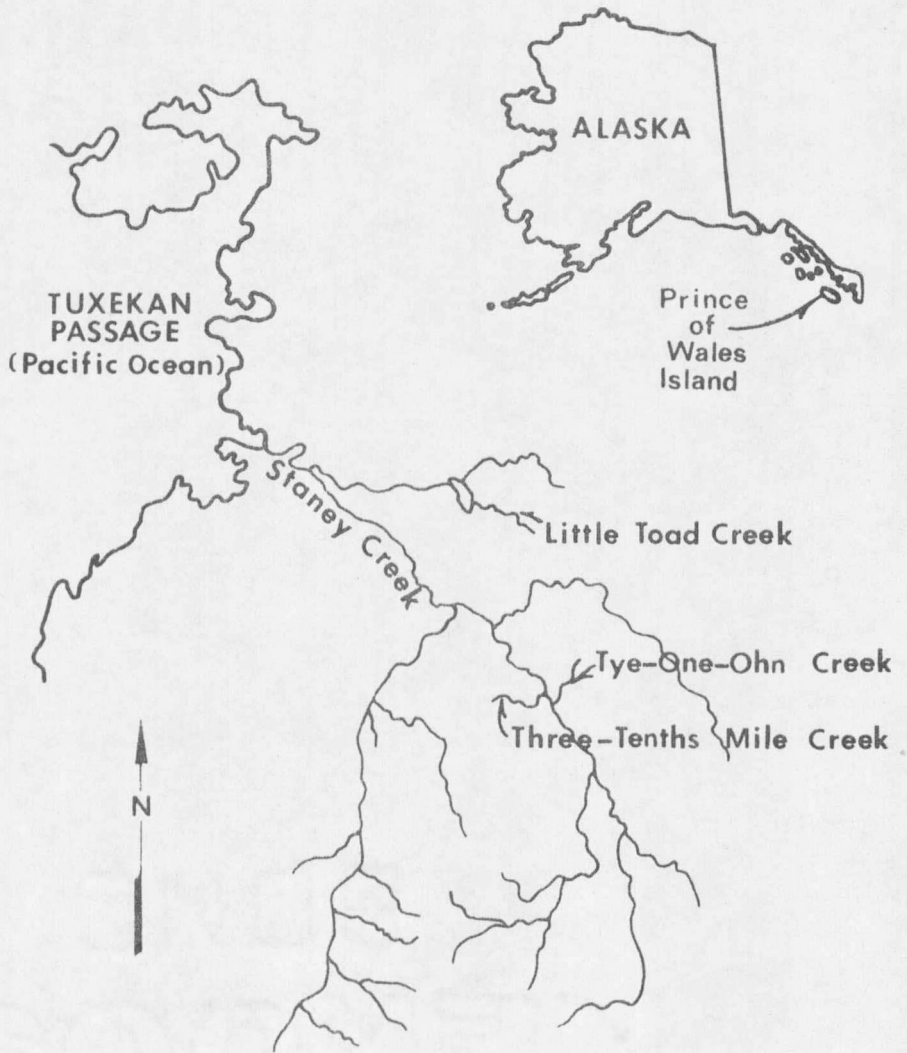 ALASKA
TUXEKAN
PASSAGE
(Pacific Ocean)
Prince
of
Wales
Island
Staney Creek
Little Toad Creek
Tye-One-Ohn Creek
Three-Tenths Mile Creek
N